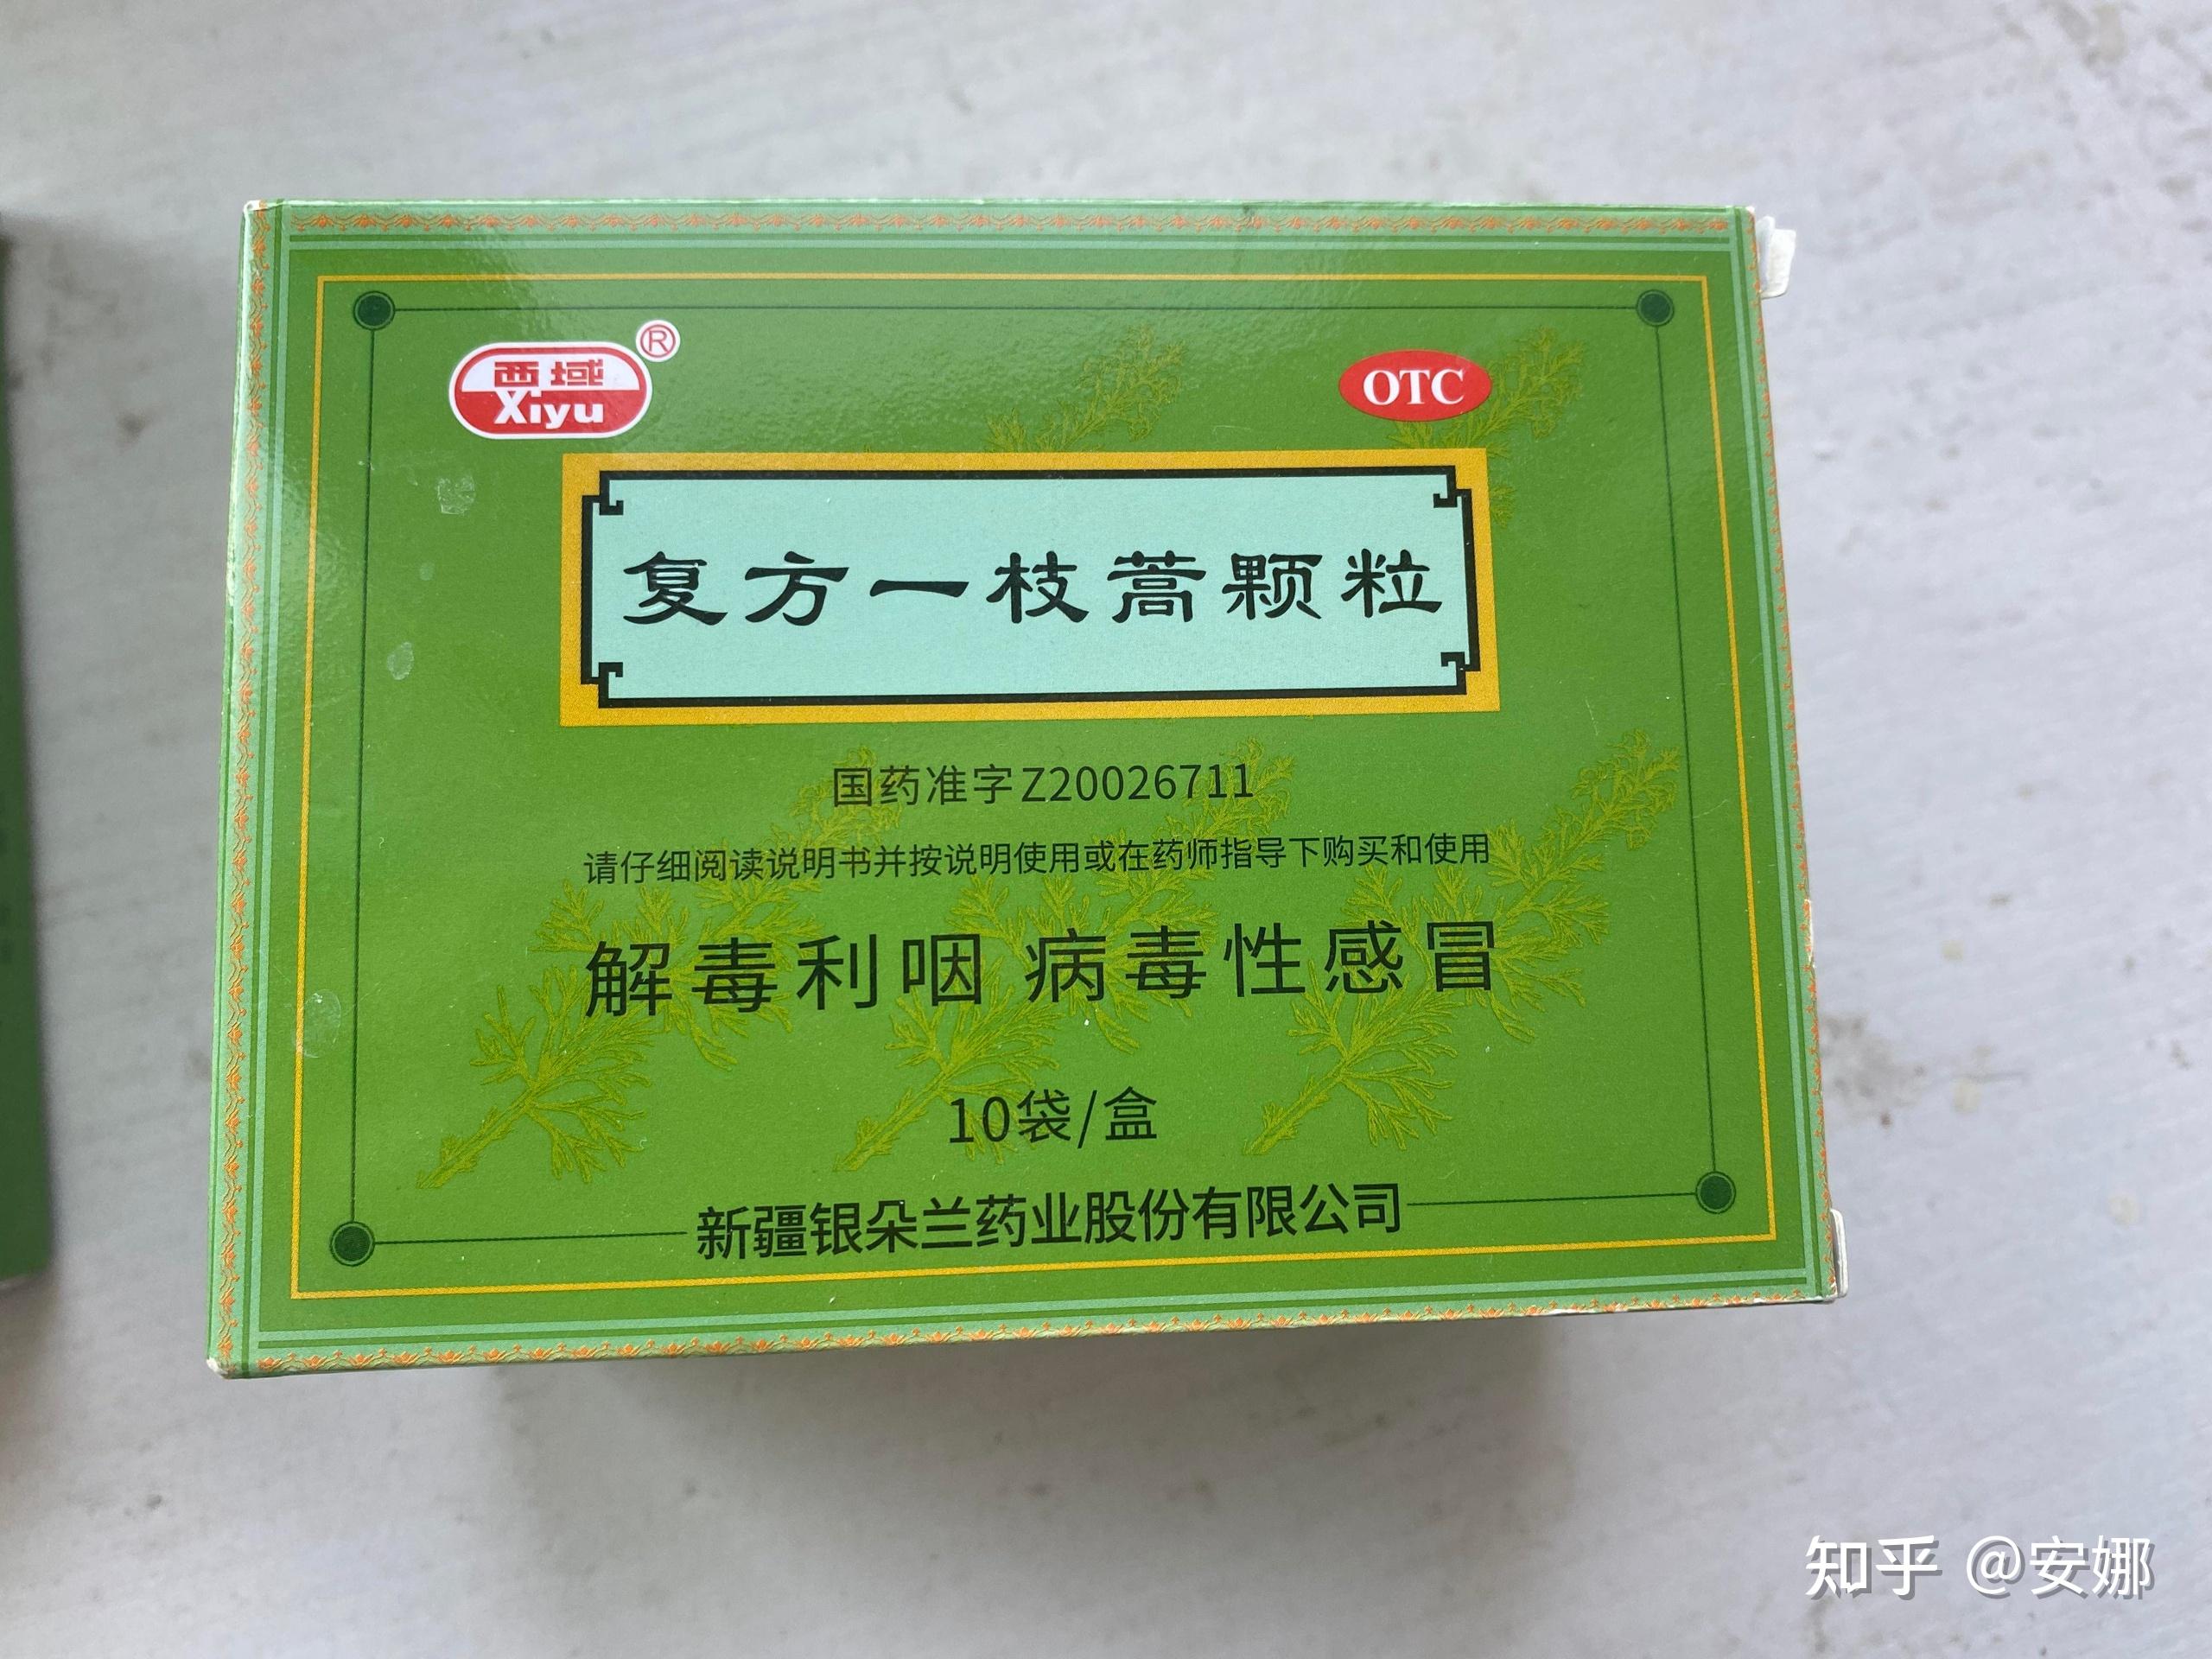 西域
Xiyu
®
OTC
复方一枝蒿颗粒
国药准字Z20026711
请仔细阅读说明书并按说明使用或在药师指导下购买和使用
解毒利咽 病毒性感冒
10袋/盒
新疆银朵兰药业股份有限公司
知乎 @安娜